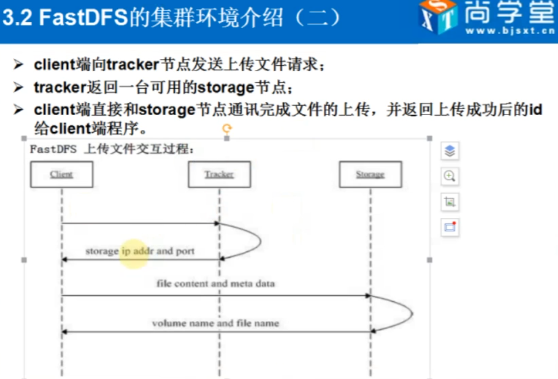 3.2 FastDFS的集群环境介绍（二）
尚学堂
www.bjsxt.cn
client端向tracker节点发送上传文件请求；
tracker返回一台可用的storage节点；
client端直接和storage节点通讯完成文件的上传，并返回上传成功后的id
给client端程序。
FastDFS 上传文件交互过程：
Client Tracker Storage
storage ip addr and port
file content and meta data
volume name and file name